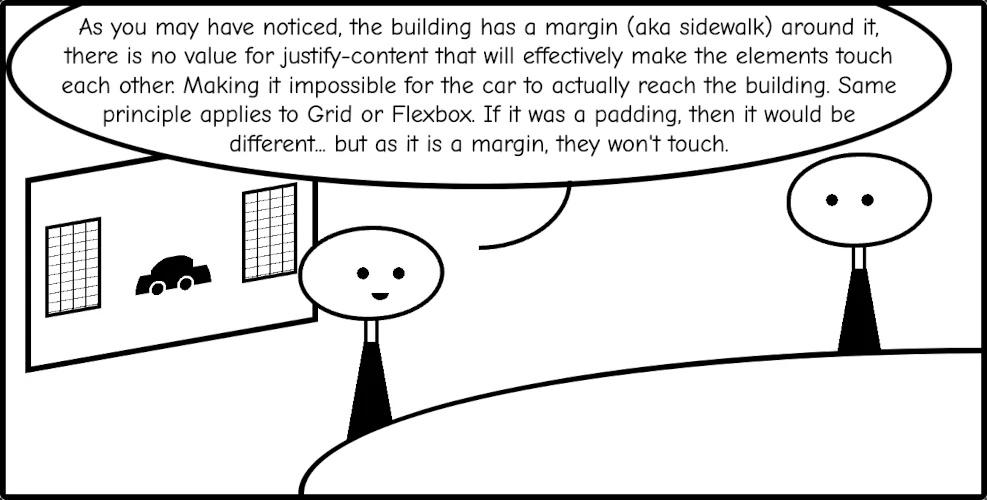 As you may have noticed, the building has a margin (aka sidewalk) around it,
there is no value for justify-content that will effectively make the elements touch
each other. Making it impossible for the car to actually reach the building. Same
principle applies to Grid or Flexbox. If it was a padding, then it would be
different... but as it is a margin, they won't touch.